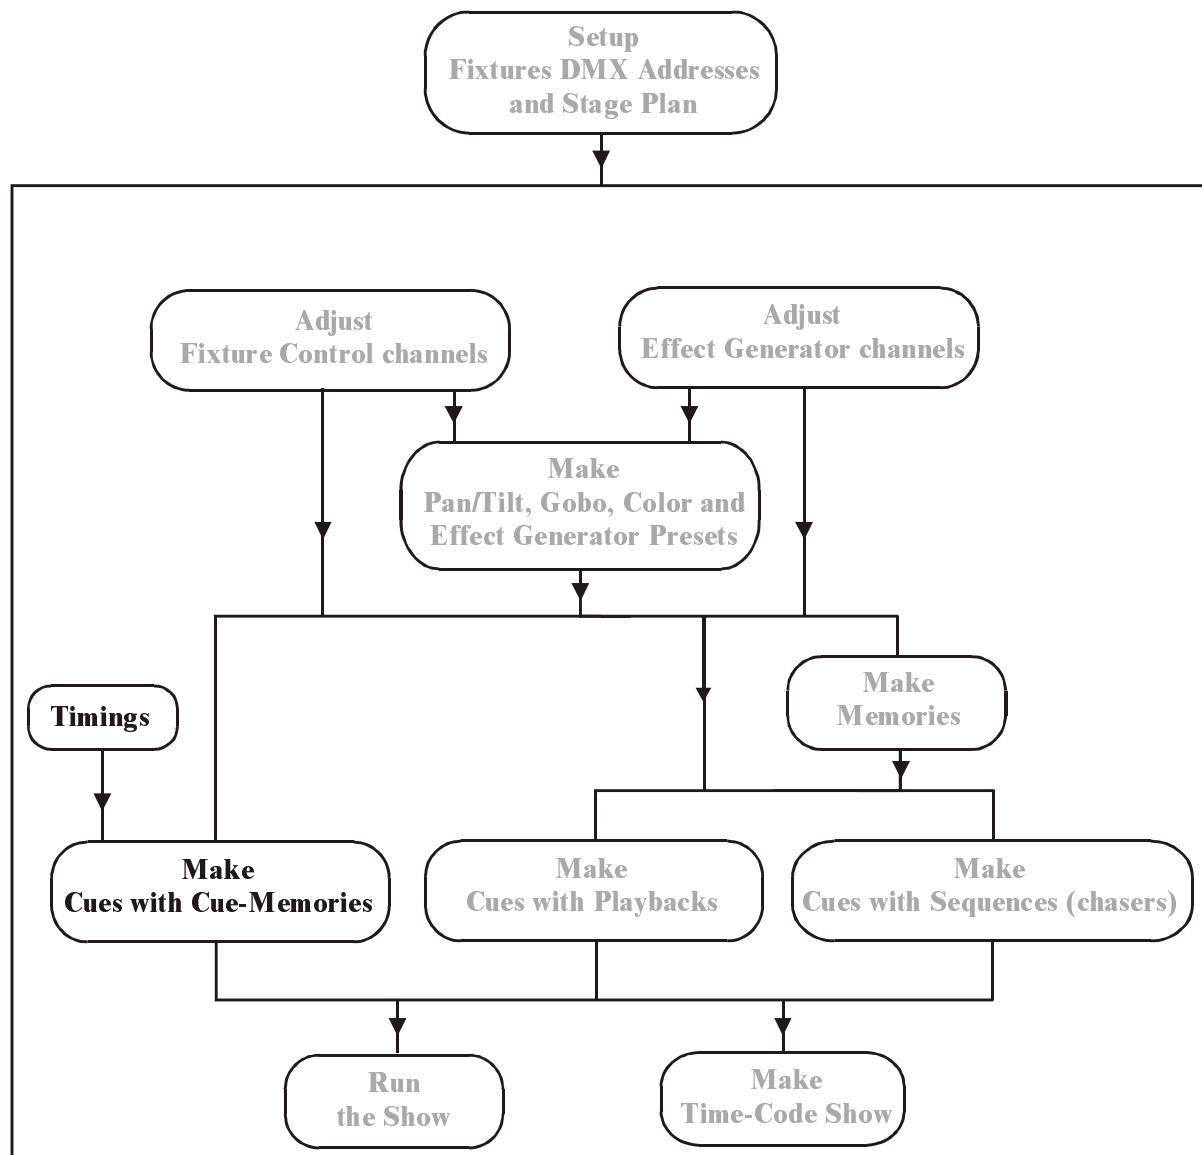 Setup
Fixtures DMX Addresses
and Stage Plan
Adjust
Fixture Control channels
Adjust
Effect Generator channels
Make
Pan/Tilt, Gobo, Color and
Effect Generator Presets
Make
Memories
Timings
Make
Cues with Cue-Memories
Make
Cues with Playbacks
Make
Cues with Sequences (chasers)
Run
the Show
Make
Time-Code Show